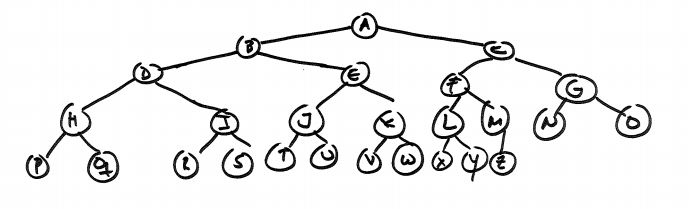 A
B C
D E F G
H I J K L M N O
P Q R S T U V W X Y Z